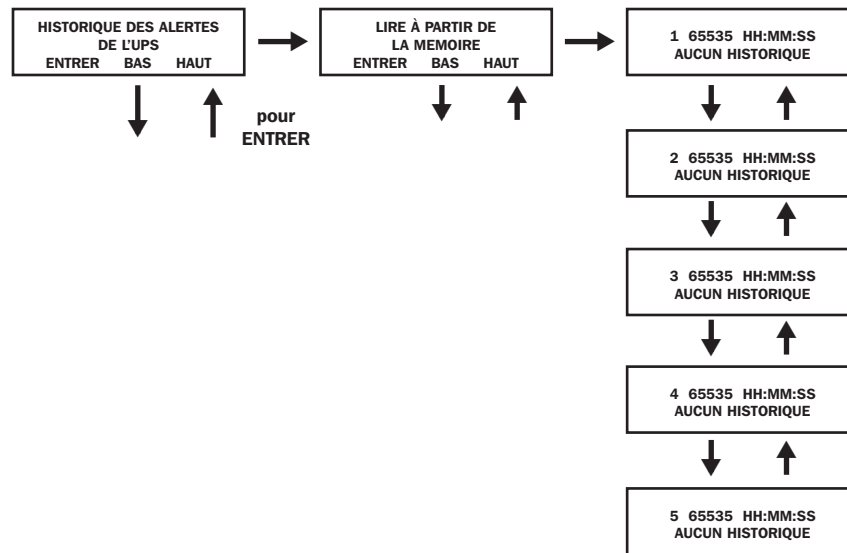 HISTORIQUE DES ALERTES
DE L'UPS
ENTRER BAS HAUT
pour
ENTRER
LIRE À PARTIR DE
LA MEMOIRE
ENTRER BAS HAUT
1 65535 HH:MM:SS
AUCUN HISTORIQUE
2 65535 HH:MM:SS
AUCUN HISTORIQUE
3 65535 HH:MM:SS
AUCUN HISTORIQUE
4 65535 HH:MM:SS
AUCUN HISTORIQUE
5 65535 HH:MM:SS
AUCUN HISTORIQUE